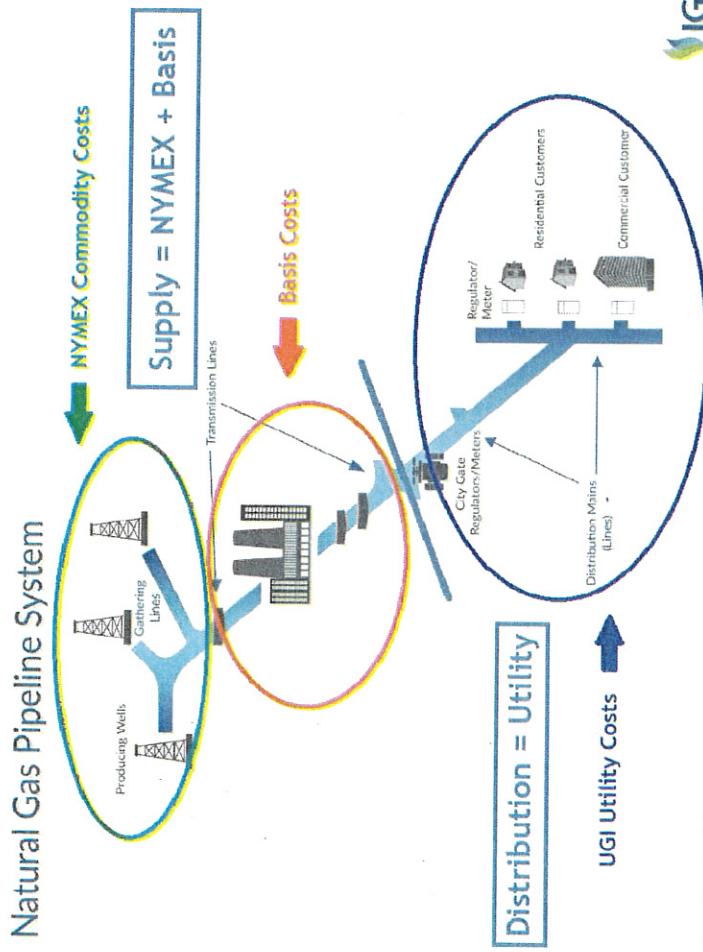 Natural Gas Pipeline System
NYMEX Commodity Costs
Supply = NYMEX + Basis
Producing Wells
Gathering
Lines
Transmission Lines
Basis Costs
City Gate
Regulators/Meters
Regulator/
Meter
Residential Customers
Commercial Customer
Distribution Mains
(Lines)
Distribution = Utility
UGI Utility Costs